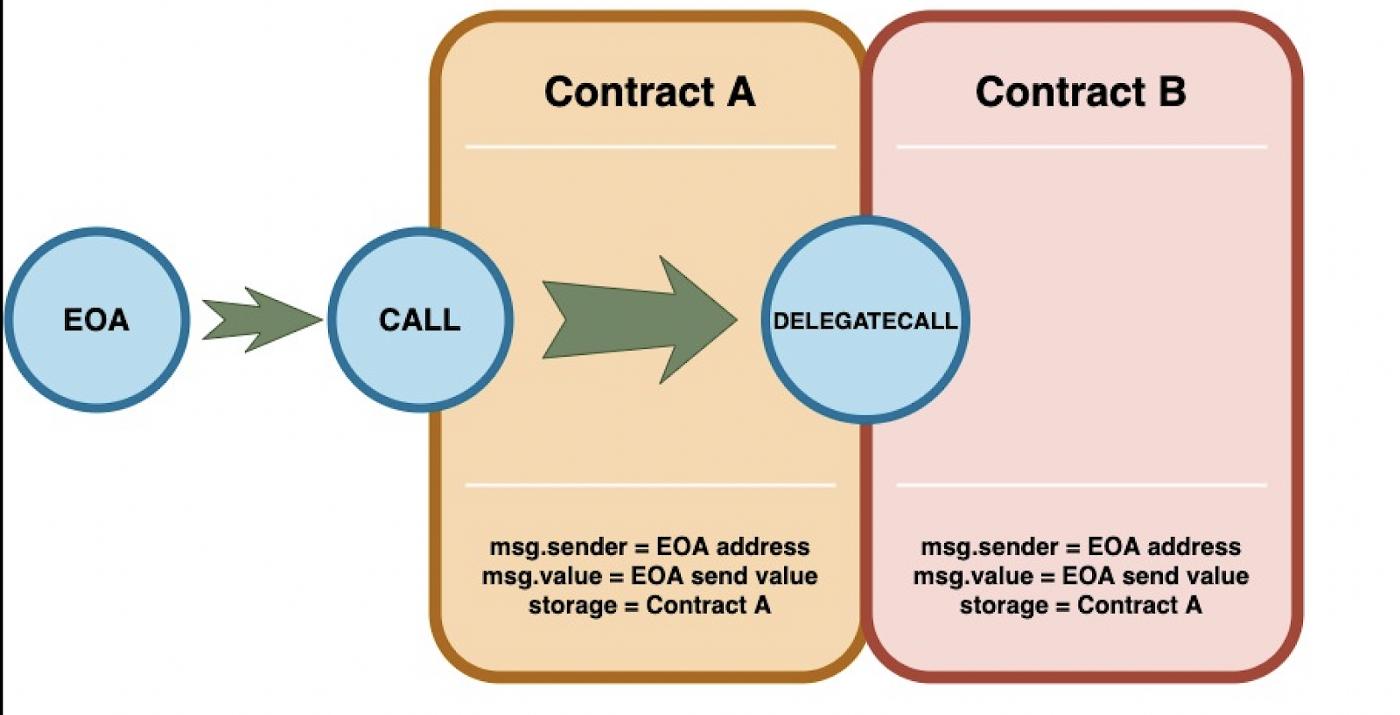 Contract A
Contract B
EOA
CALL
DELEGATECALL
msg.sender = EOA address
msg.value = EOA send value
storage = Contract A
msg.sender = EOA address
msg.value = EOA send value
storage = Contract A